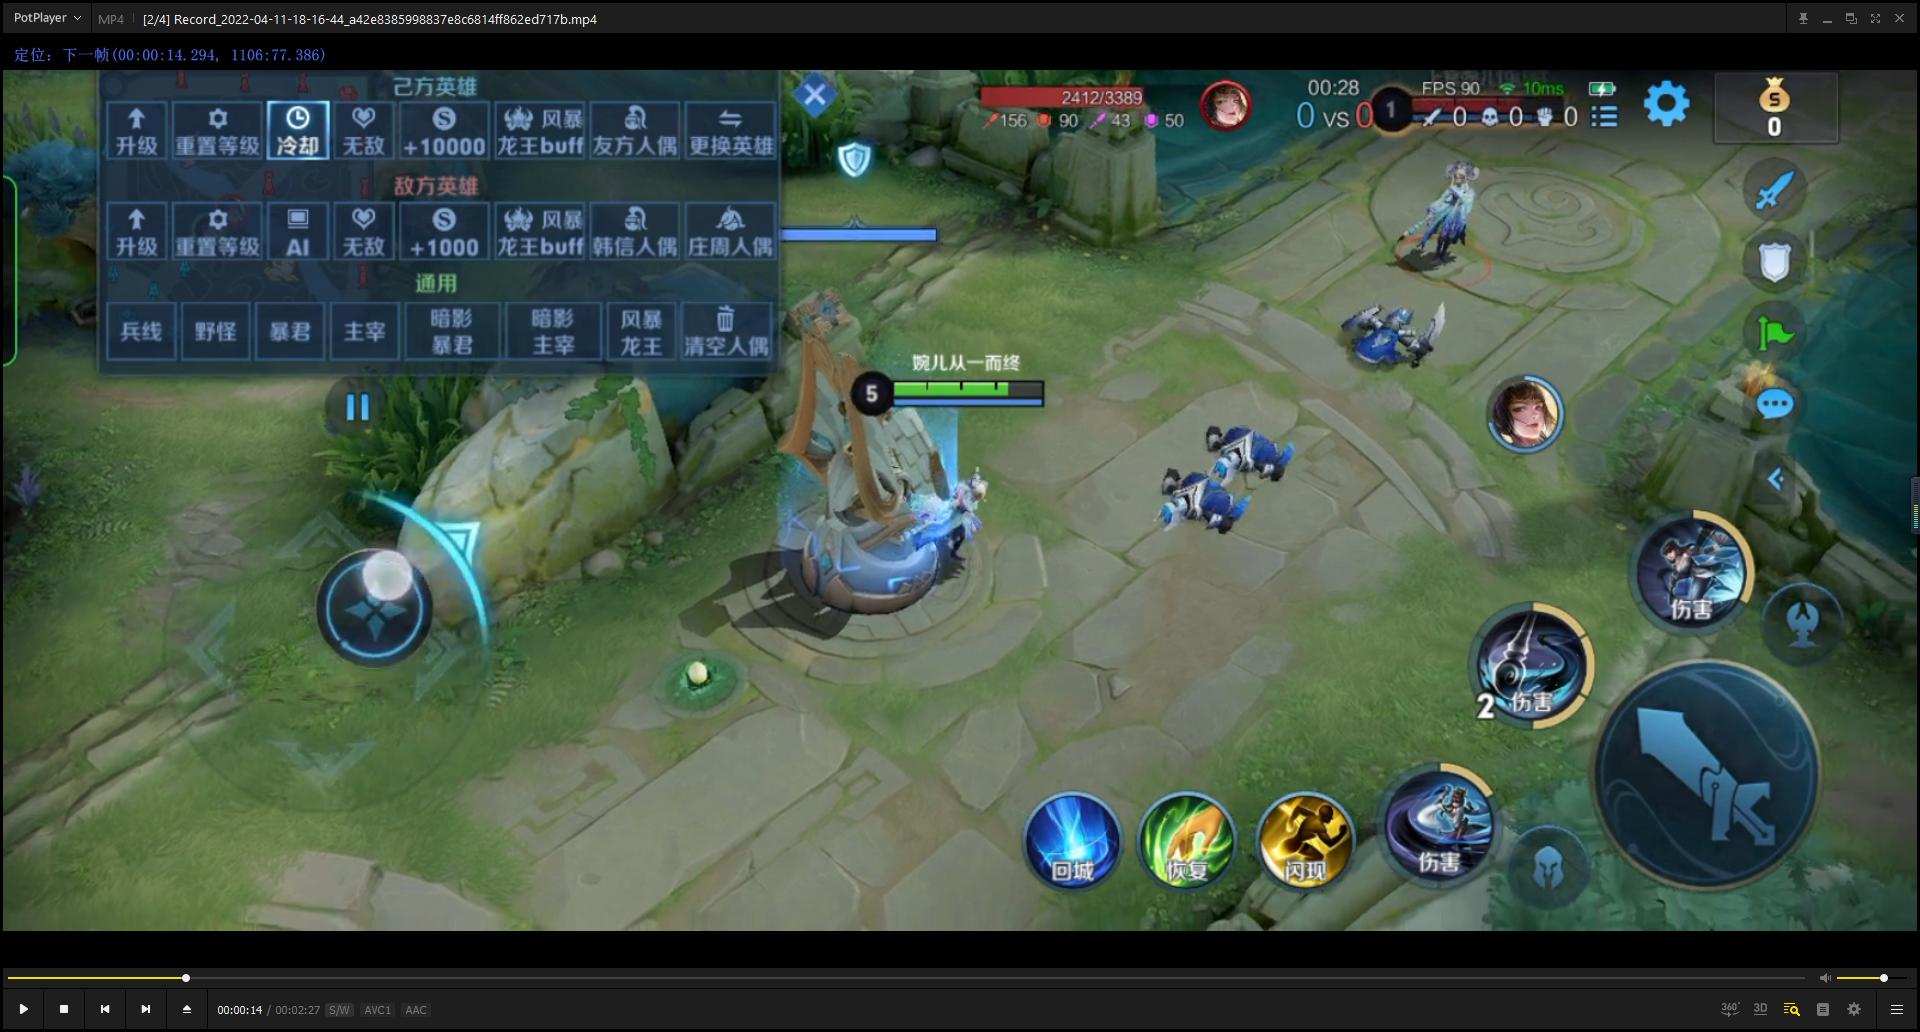 PotPlayer
MP4
[2/4] Record_2022-04-11-18-16-44_a42e8385998837e8c6814ff862ed717b.mp4
定位: 下一帧(00:00:14.294, 1106:77.386)
己方英雄
升级
重置等级
冷却
无敌
+10000
风暴
龙王buff
友方人偶
更换英雄
敌方英雄
升级
重置等级
AI
无敌
+1000
风暴
龙王buff
韩信人偶
庄周人偶
通用
兵线
野怪
暴君
主宰
暗影
暴君
暗影
主宰
风暴
龙王
清空人偶
2412/3389
156 90 43 50
00:28
0 VS 0
1
FPS 90
10ms
0 0 0
S
0
婉儿从一而终
5
伤害
2 伤害
伤害
回城
恢复
闪现
00:00:14 / 00:02:27 S/W AVC1 AAC
360°
3D